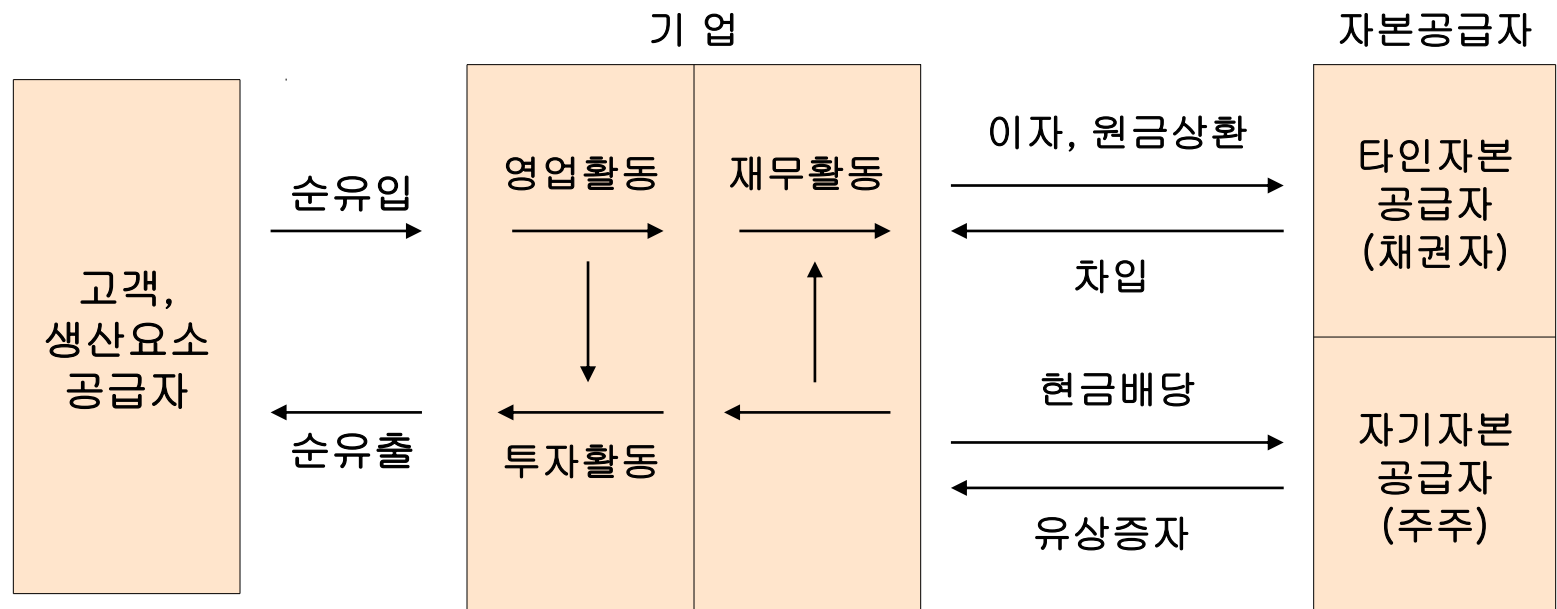 기 업
자본공급자
고객,
생산요소
공급자
순유입
순유출
영업활동
투자활동
재무활동
이자, 원금상환
차입
현금배당
유상증자
타인자본
공급자
(채권자)
자기자본
공급자
(주주)